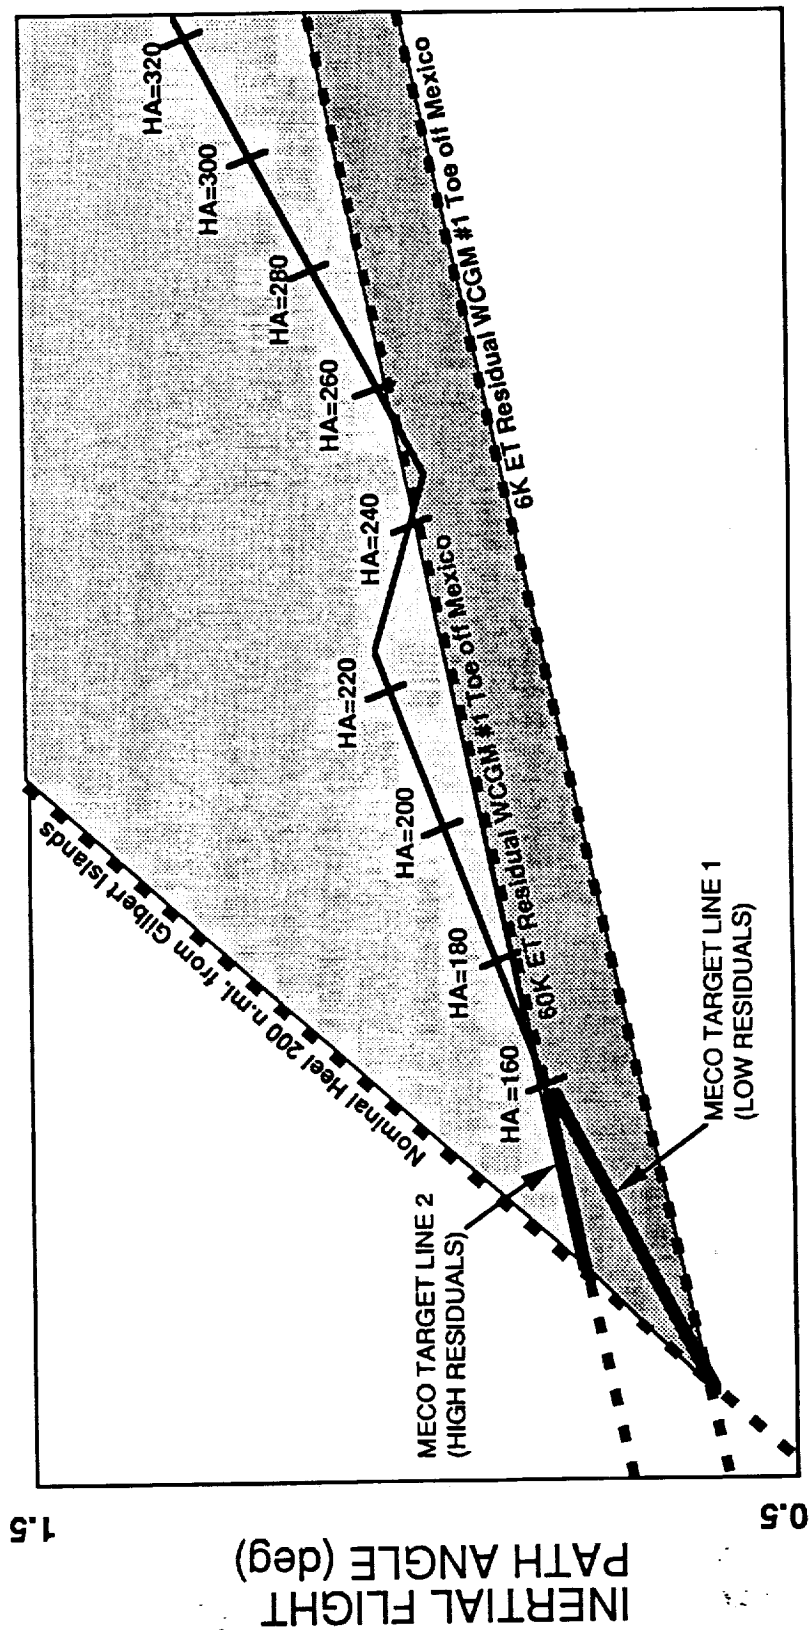 1.5
INERTIAL FLIGHT
PATH ANGLE (deg)
0.5
Nominal Heel 200 n.mi. from Gilbert Islands
MECO TARGET LINE 2
(HIGH RESIDUALS)
HA =160
HA=180
HA=200
HA=220
HA=240
HA=260
HA=280
HA=300
HA=320
60K ET Residual WCGM #1 Toe off Mexico
6K ET Residual WCGM #1 Toe off Mexico
MECO TARGET LINE 1
(LOW RESIDUALS)